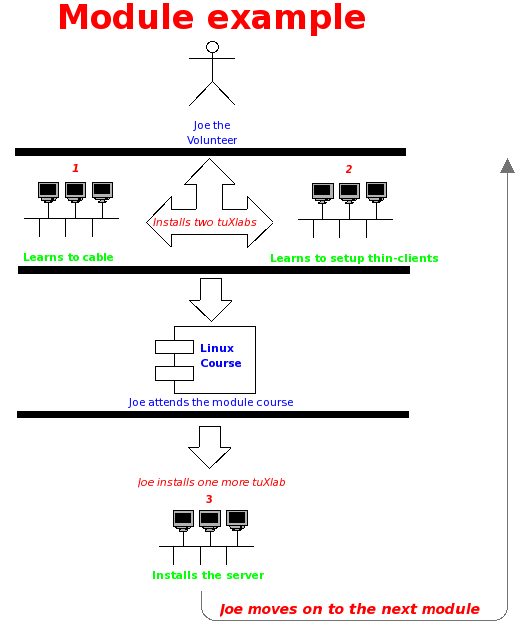 Module example
Joe the
Volunteer
1
2
Installs two tuXlabs
Learns to cable
Learns to setup thin-clients
Linux
Course
Joe attends the module course
Joe installs one more tuXlab
3
Installs the server
Joe moves on to the next module